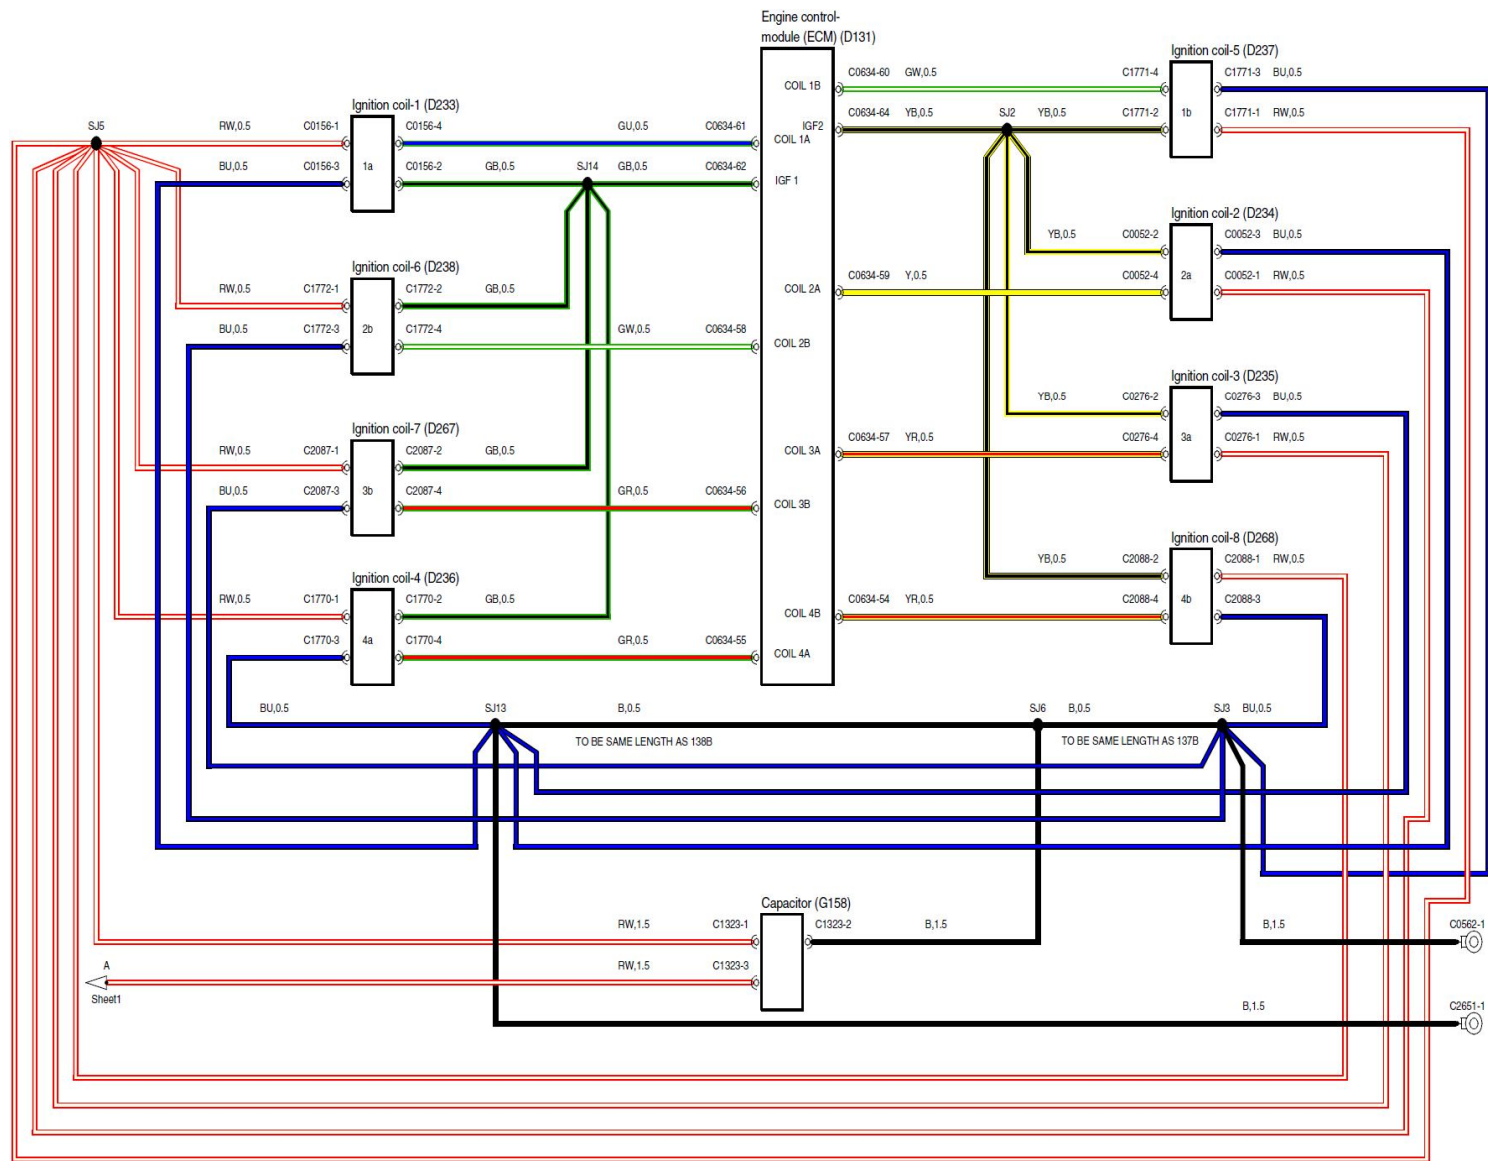 Engine control-
module (ECM) (D131)
Ignition coil-5 (D237)
C0634-60 GW,0.5 C1771-4 C1771-3 BU,0.5
COIL 1B
Ignition coil-1 (D233)
1b
SJ5 RW,0.5 C0156-1 C0156-4 GU,0.5 C0634-61
IGF2 C0634-64 YB,0.5 SJ2 YB,0.5 C1771-2 C1771-1 RW,0.5
COIL 1A
BU,0.5 C0156-3 1a C0156-2 GB,0.5 SJ14 GB,0.5 C0634-62
IGF 1
Ignition coil-2 (D234)
YB,0.5 C0052-2 C0052-3 BU,0.5
Ignition coil-6 (D238)
2a
RW,0.5 C1772-1 C1772-2 GB,0.5
COIL 2A C0634-59 Y,0.5 C0052-4 C0052-1 RW,0.5
BU,0.5 C1772-3 2b C1772-4 GW,0.5 C0634-58
COIL 2B
Ignition coil-3 (D235)
YB,0.5 C0276-2 C0276-3 BU,0.5
Ignition coil-7 (D267)
RW,0.5 C2087-1 C2087-2 GB,0.5
COIL 3A C0634-57 YR,0.5 C0276-4 3a C0276-1 RW,0.5
BU,0.5 C2087-3 3b C2087-4 GR,0.5 C0634-56
COIL 3B
Ignition coil-8 (D268)
YB,0.5 C2088-2 C2088-1 RW,0.5
Ignition coil-4 (D236)
RW,0.5 C1770-1 C1770-2 GB,0.5
COIL 4B C0634-54 YR,0.5 C2088-4 4b C2088-3
C1770-3 4a C1770-4 GR,0.5 C0634-55
COIL 4A
BU,0.5 SJ13 B,0.5 SJ6 B,0.5 SJ3 BU,0.5
TO BE SAME LENGTH AS 138B TO BE SAME LENGTH AS 137B
Capacitor (G158)
RW,1.5 C1323-1 C1323-2 B,1.5 B,1.5 C0562-1
A RW,1.5 C1323-3
Sheet1
B,1.5 C2651-1